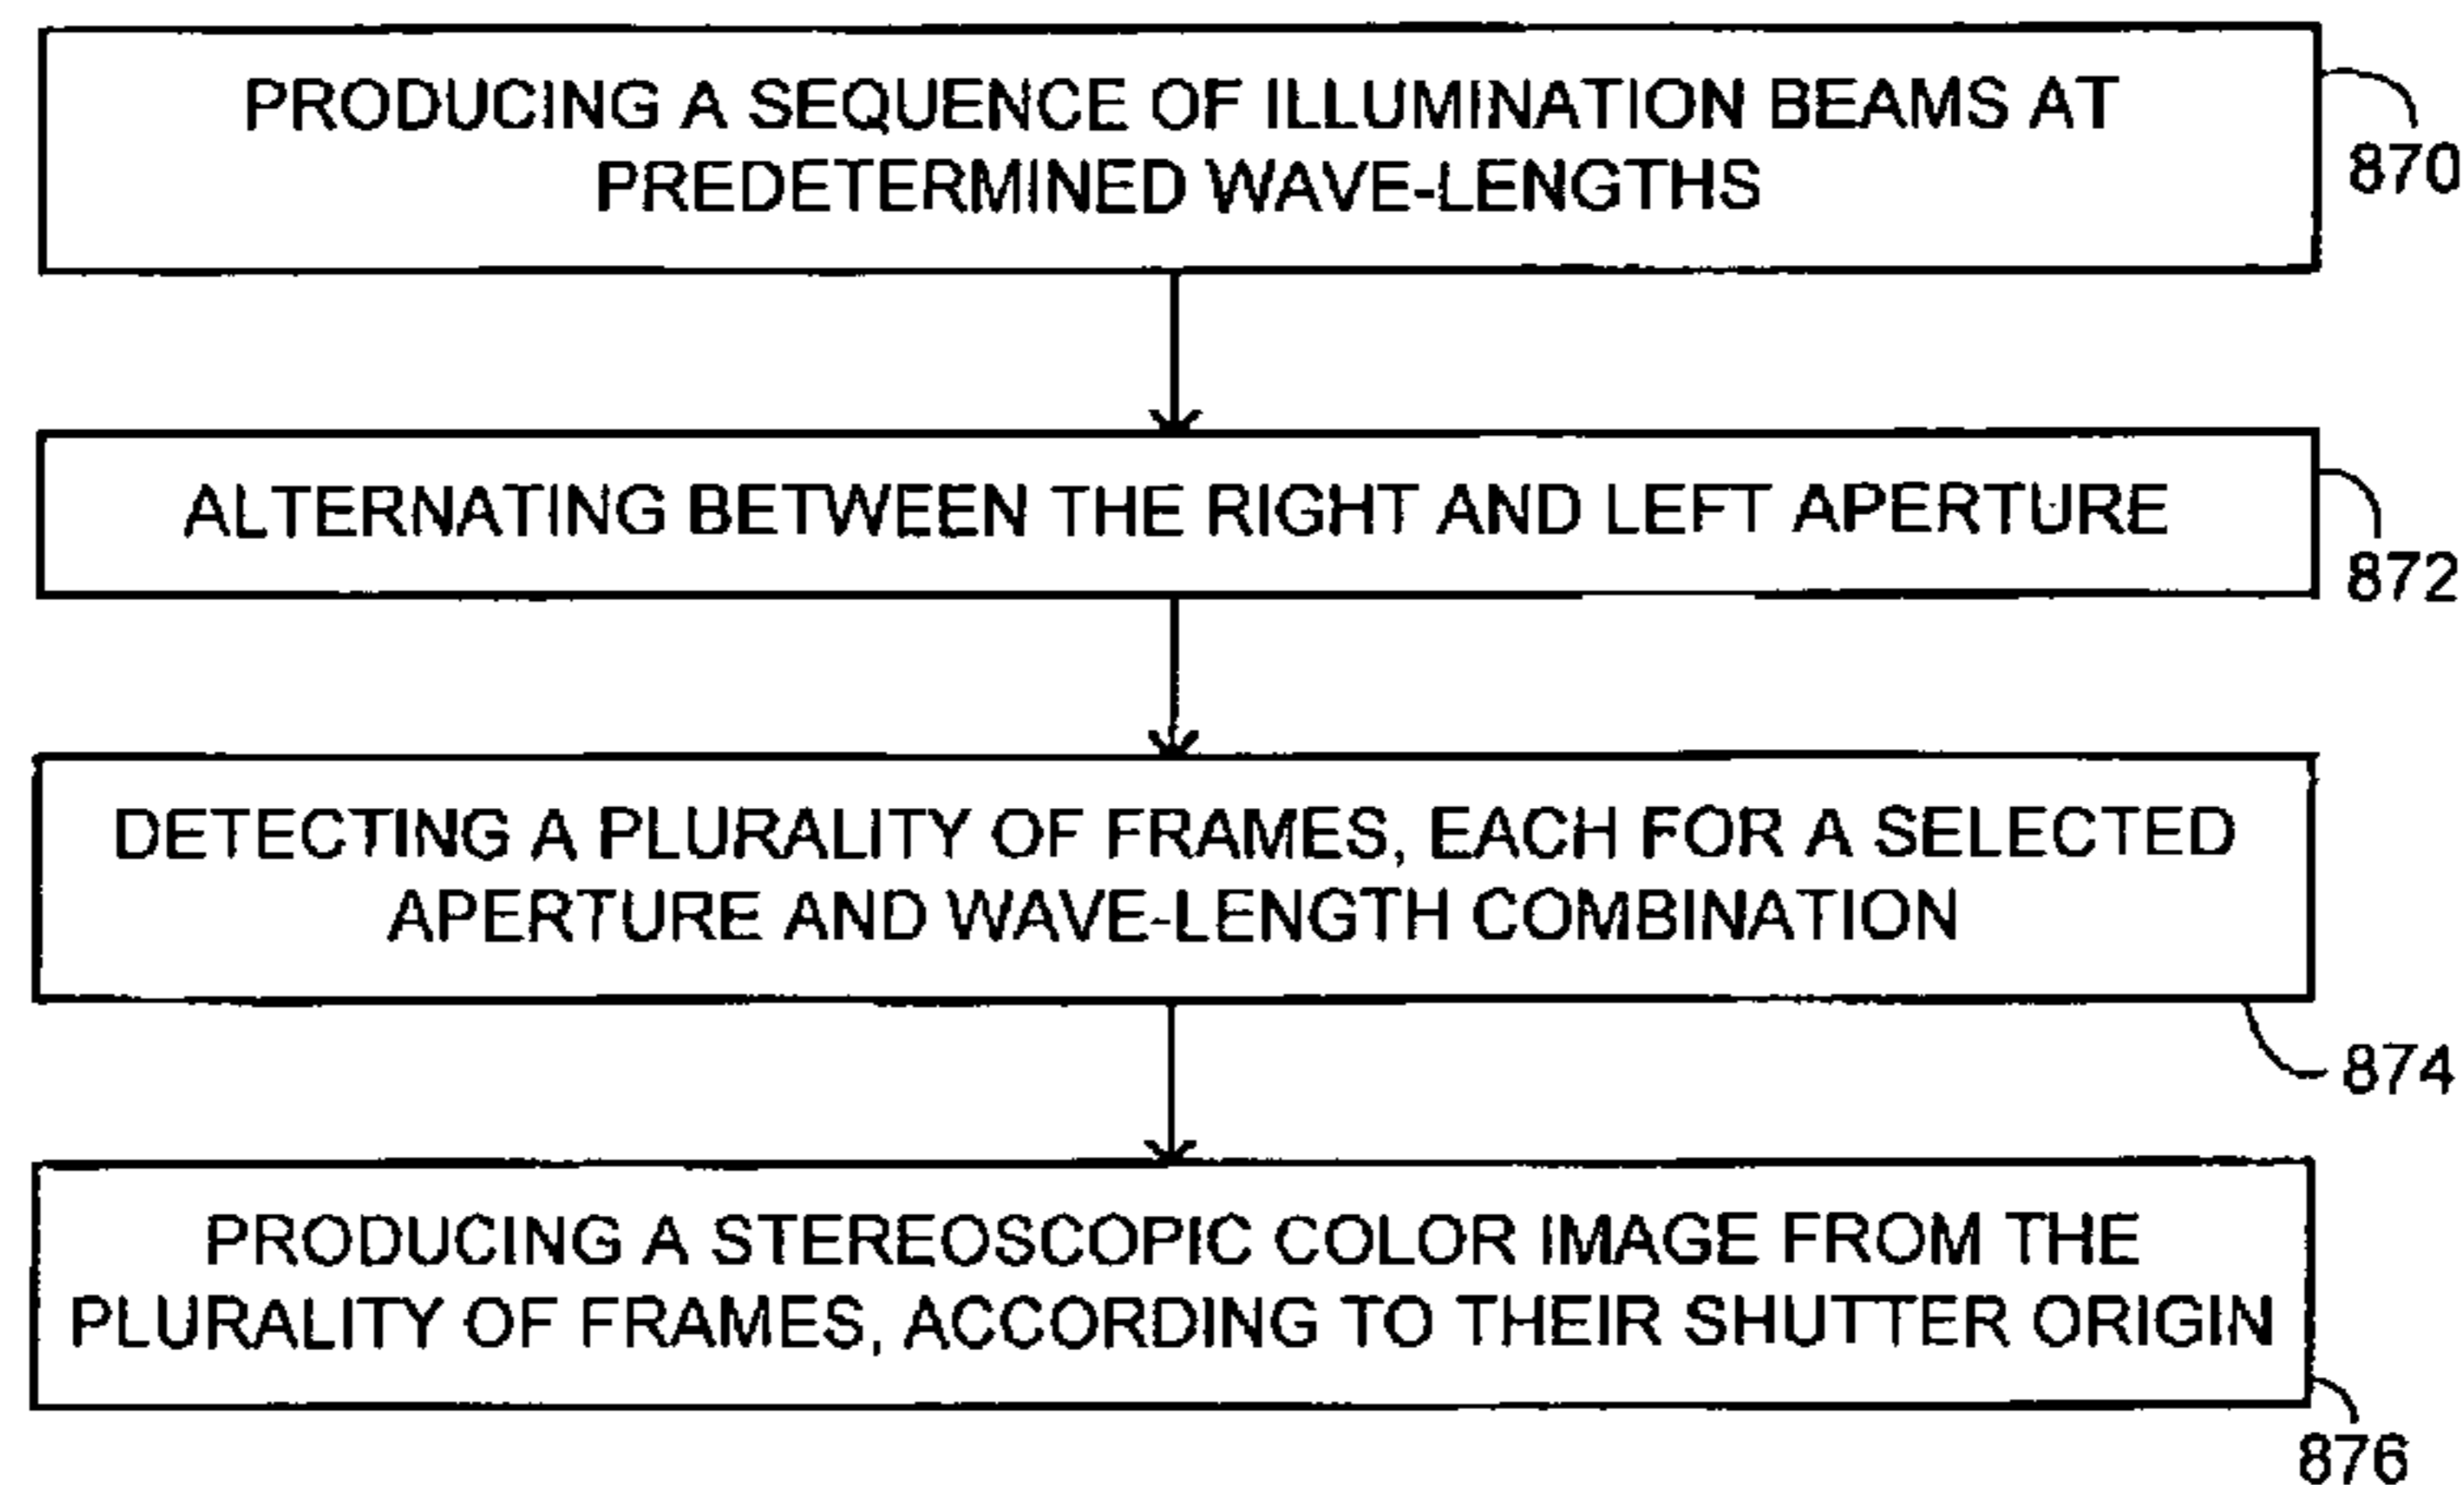 PRODUCING A SEQUENCE OF ILLUMINATION BEAMS AT
PREDETERMINED WAVE-LENGTHS
870
ALTERNATING BETWEEN THE RIGHT AND LEFT APERTURE
872
DETECTING A PLURALITY OF FRAMES, EACH FOR A SELECTED
APERTURE AND WAVE-LENGTH COMBINATION
874
PRODUCING A STEREOSCOPIC COLOR IMAGE FROM THE
PLURALITY OF FRAMES, ACCORDING TO THEIR SHUTTER ORIGIN
876